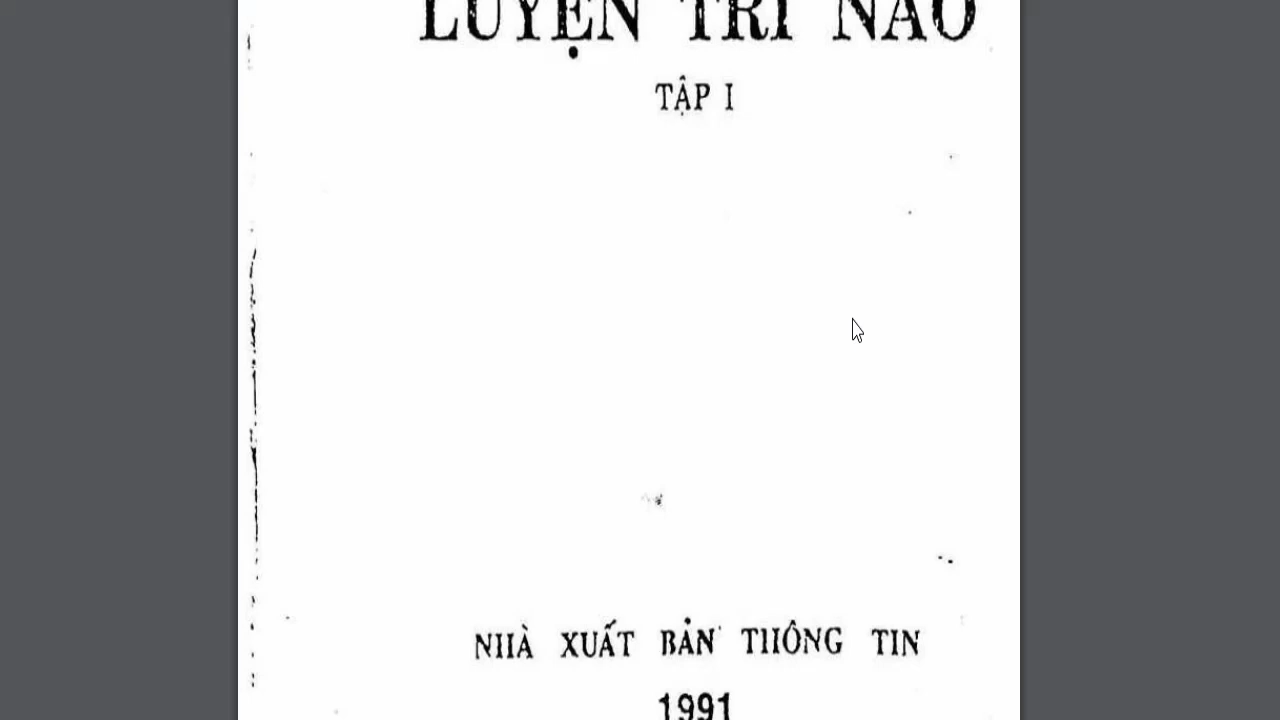 LUYỆN TRÍ NÃO
TẬP I
NHÀ XUẤT BẢN THÔNG TIN
1991